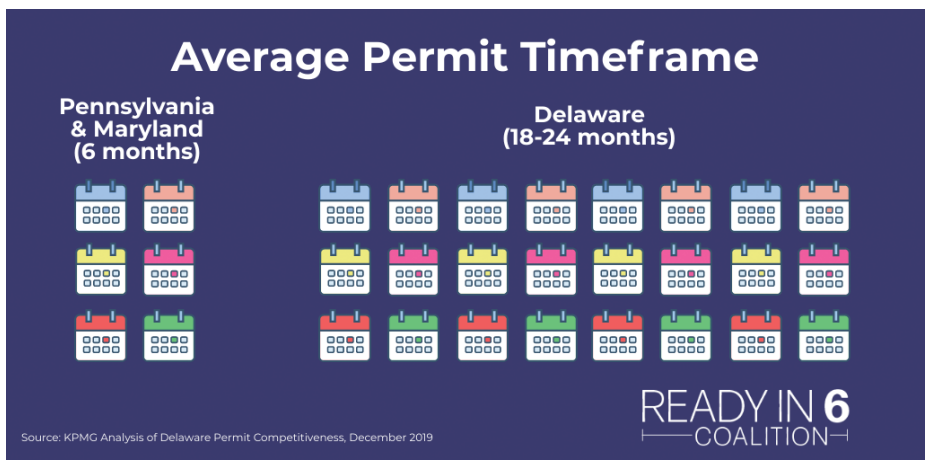 Average Permit Timeframe
Pennsylvania
& Maryland
(6 months)
Delaware
(18-24 months)
READY IN 6
COALITION
Source: KPMG Analysis of Delaware Permit Competitiveness, December 2019